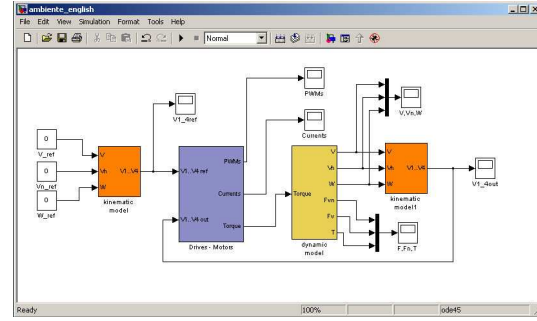 ambiente_english
File Edit View Simulation Format Tools Help
Normal
PWMs
V1_4ref
Currents
V,Vn,W
0
V_ref
0
Vn_ref
0
W_ref
V
Vn
W
V1..V4
kinematic
model
V1..V4 ref
V1..V4 out
PWMs
Currents
Torque
Drives - Motors
Torque
V
Vn
W
Fvn
Fv
T
dynamic
model
V
Vn
W
V1..V4
kinematic
model1
V1_4out
F,Fn,T
Ready
100%
ode45